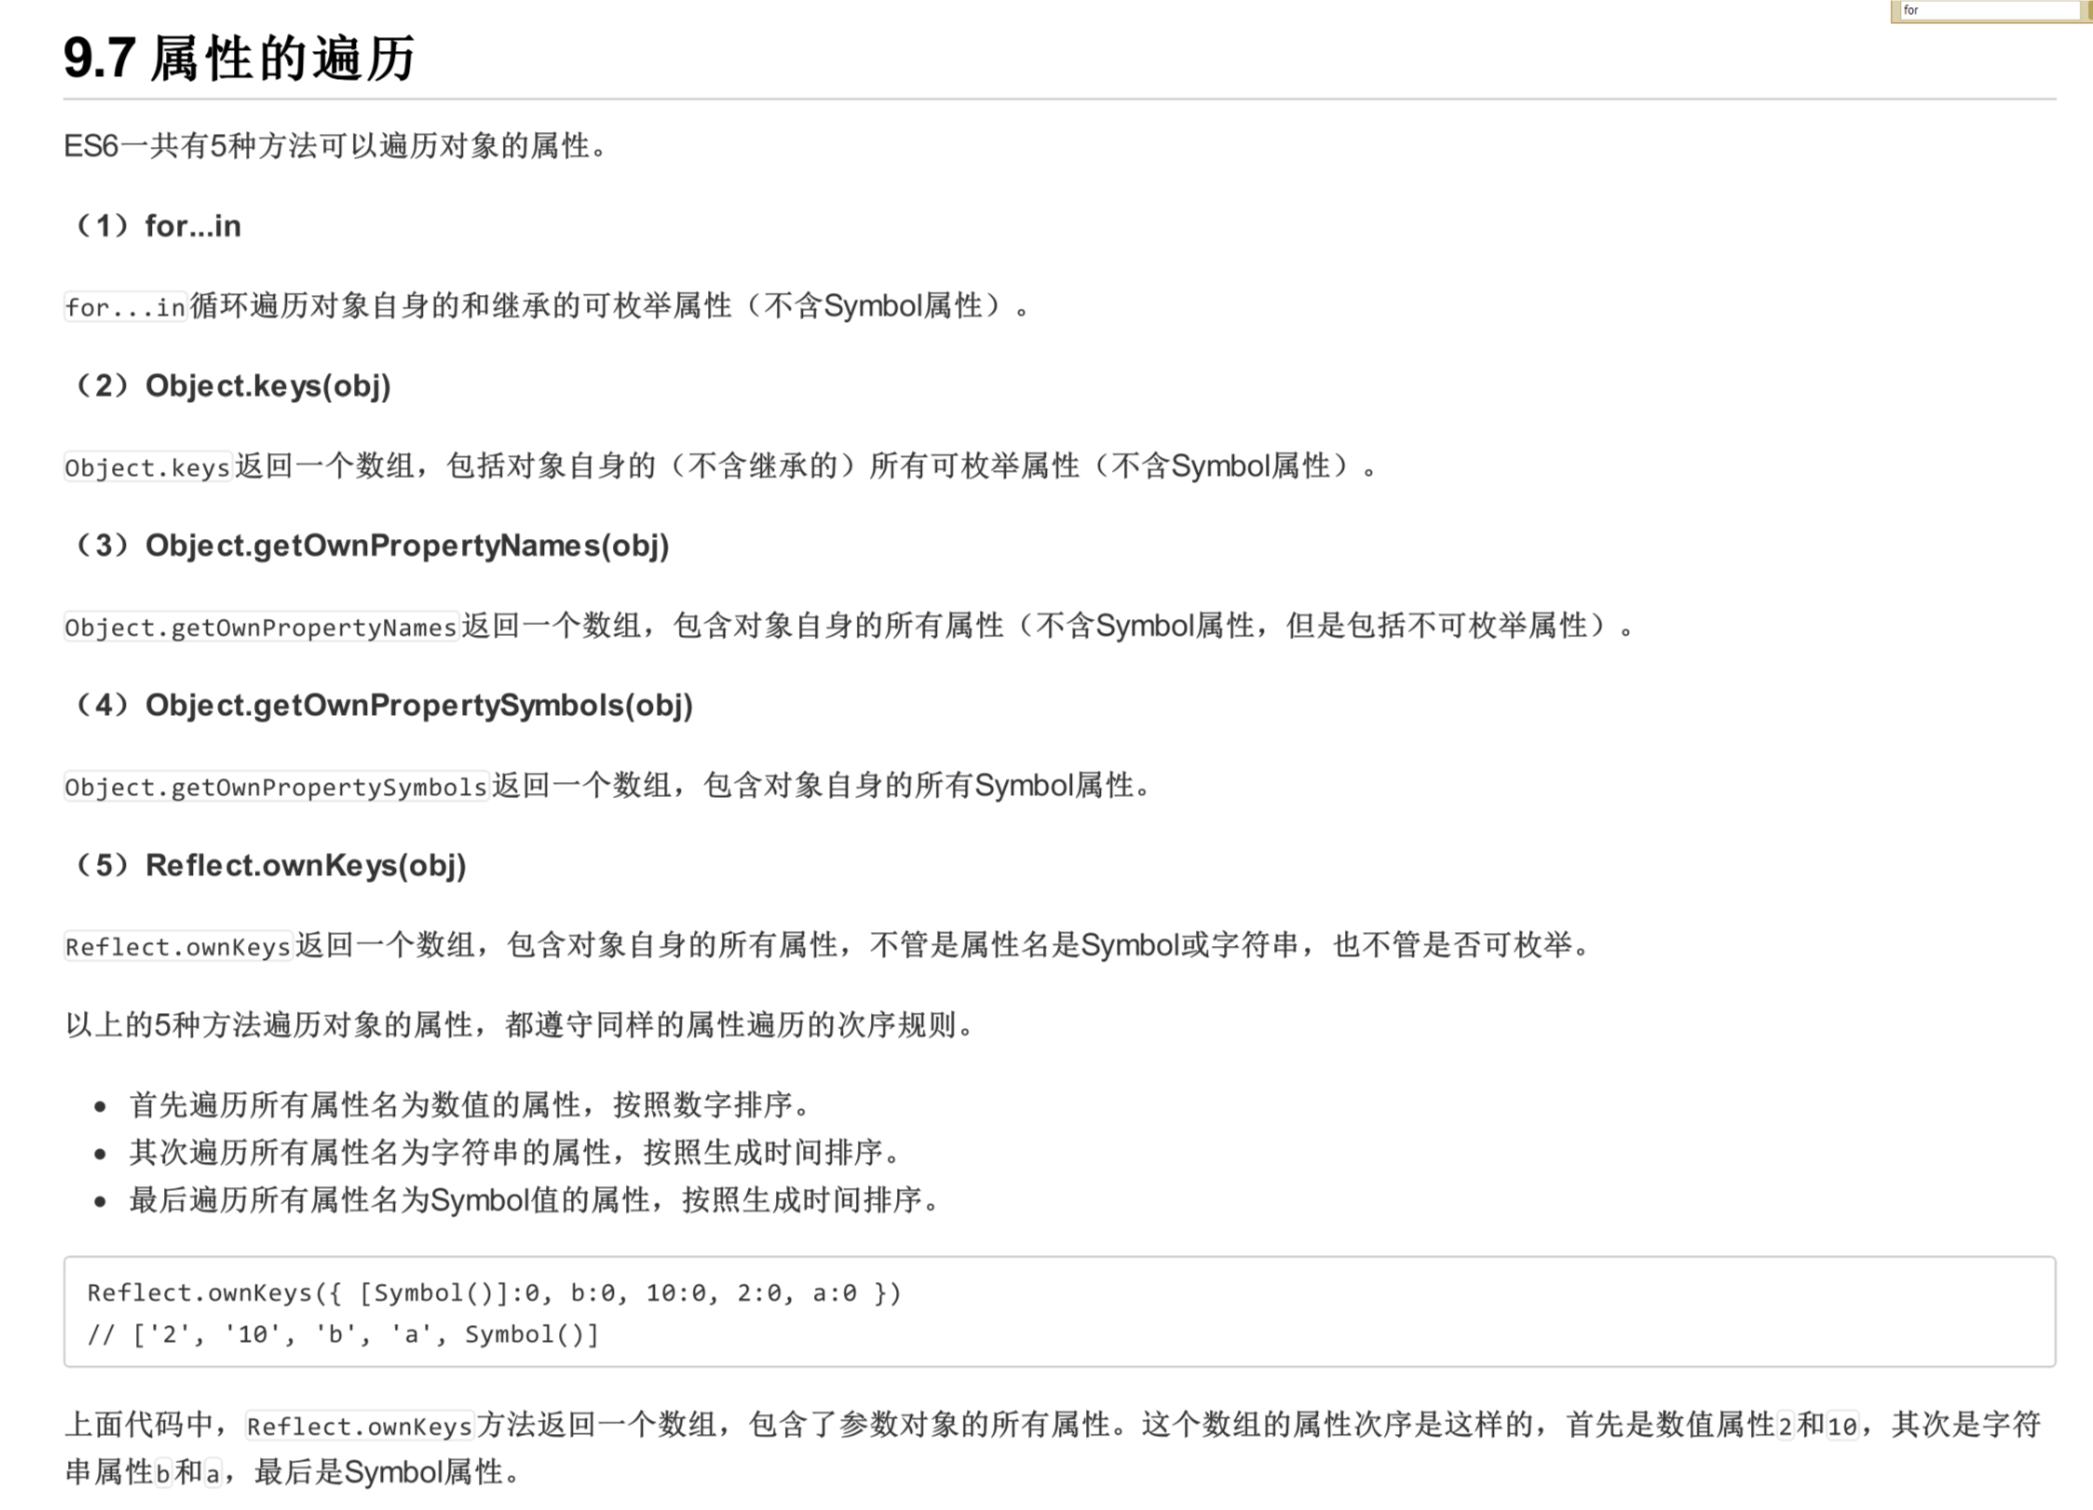 for
9.7 属性的遍历
ES6一共有5种方法可以遍历对象的属性。
（1）for...in
for...in循环遍历对象自身的和继承的可枚举属性（不含Symbol属性）。
（2）Object.keys(obj)
Object.keys返回一个数组，包括对象自身的（不含继承的）所有可枚举属性（不含Symbol属性）。
（3）Object.getOwnPropertyNames(obj)
Object.getOwnPropertyNames返回一个数组，包含对象自身的所有属性（不含Symbol属性，但是包括不可枚举属性）。
（4）Object.getOwnPropertySymbols(obj)
Object.getOwnPropertySymbols返回一个数组，包含对象自身的所有Symbol属性。
（5）Reflect.ownKeys(obj)
Reflect.ownKeys返回一个数组，包含对象自身的所有属性，不管是属性名是Symbol或字符串，也不管是否可枚举。
以上的5种方法遍历对象的属性，都遵守同样的属性遍历的次序规则。
• 首先遍历所有属性名为数值的属性，按照数字排序。
• 其次遍历所有属性名为字符串的属性，按照生成时间排序。
• 最后遍历所有属性名为Symbol值的属性，按照生成时间排序。
Reflect.ownKeys({ [Symbol()]:0, b:0, 10:0, 2:0, a:0 })
// ['2', '10', 'b', 'a', Symbol()]
上面代码中，Reflect.ownKeys方法返回一个数组，包含了参数对象的所有属性。这个数组的属性次序是这样的，首先是数值属性2和10，其次是字符
串属性b和a，最后是Symbol属性。